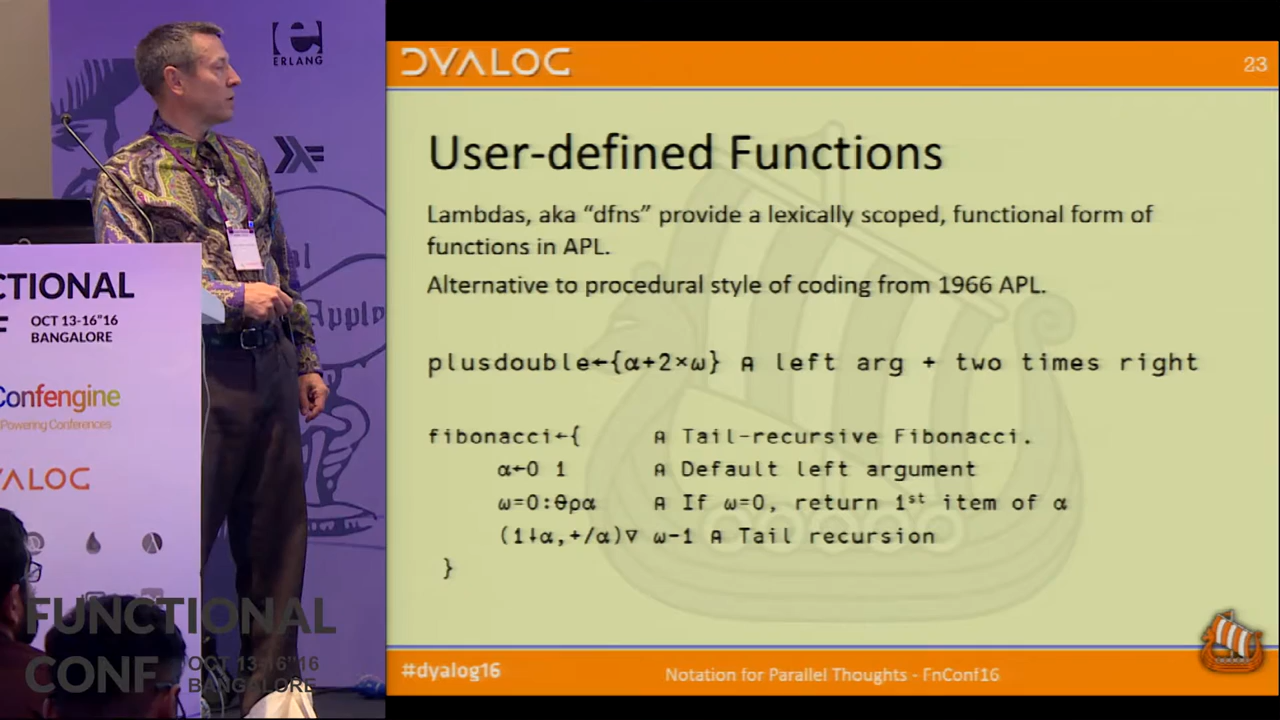 ERLANG
CTIONAL
F OCT 13-16"16
BANGALORE
Confengine
Powering Conferences
YALOG
Apply
FUNCTIONAL
CONF OCT 13-16"16
BANGALORE
DYALOG 23
User-defined Functions
Lambdas, aka “dfns” provide a lexically scoped, functional form of
functions in APL.
Alternative to procedural style of coding from 1966 APL.
plusdouble←{⍺+2×⍵} ⍝ left arg + two times right
fibonacci←{ ⍝ Tail-recursive Fibonacci.
⍺←0 1 ⍝ Default left argument
⍵=0:⍬⍴⍺ ⍝ If ⍵=0, return 1st item of ⍺
(1↓⍺,+/⍺)∇ ⍵-1 ⍝ Tail recursion
}
#dyalog16 Notation for Parallel Thoughts - FnConf16